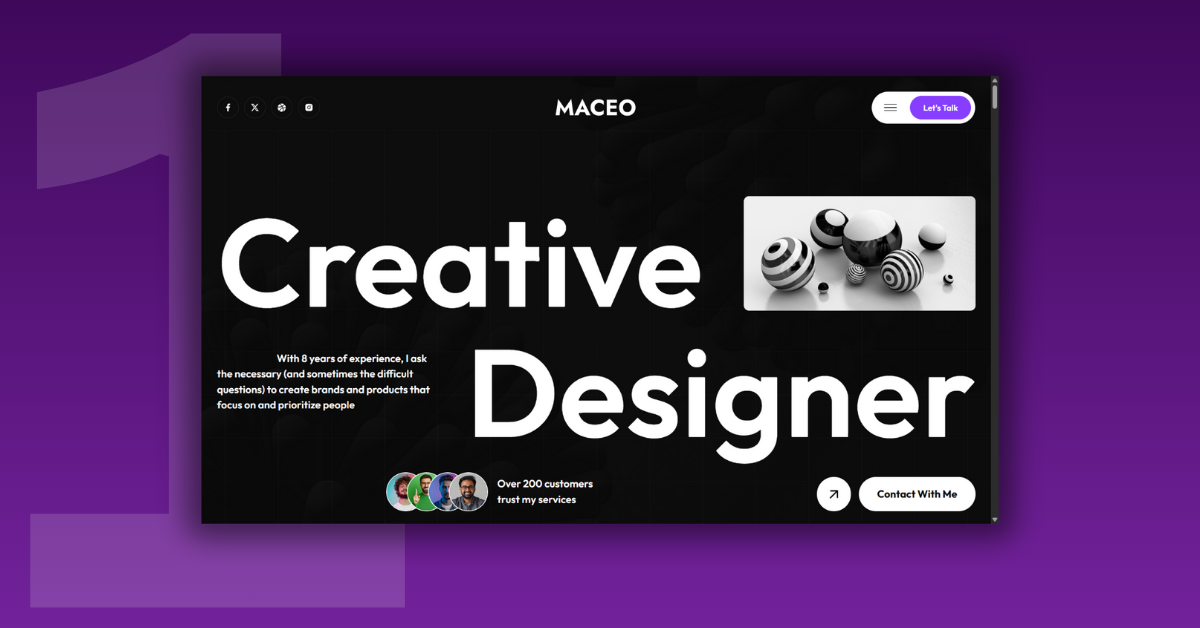 1
MACEO
Let's Talk
Creative
With 8 years of experience, I ask
the necessary (and sometimes the difficult
questions) to create brands and products that
focus on and prioritize people
Designer
Over 200 customers
trust my services
Contact With Me